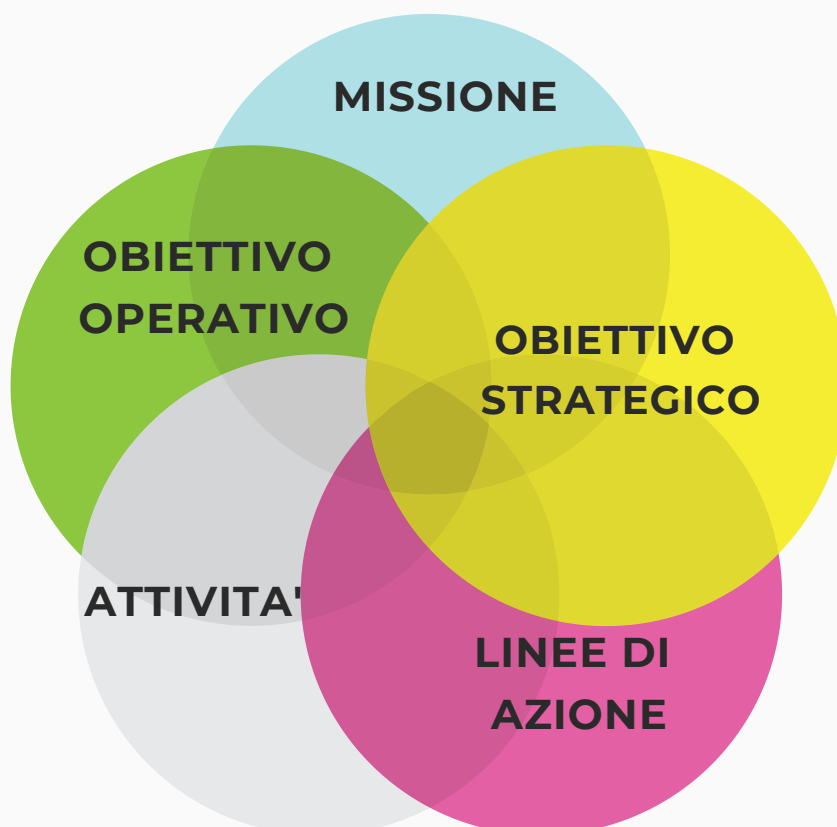 MISSIONE
OBIETTIVO
OPERATIVO
OBIETTIVO
STRATEGICO
ATTIVITA'
LINEE DI
AZIONE